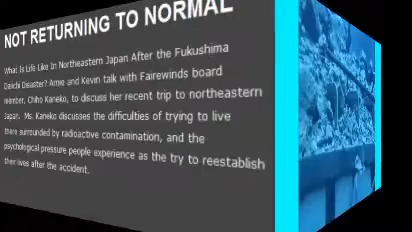 NOT RETURNING TO NORMAL
What Is Life Like In Northeastern Japan After the Fukushima
Daiichi Disaster? Arnie and Kevin talk with Fairewinds board
member, Chiho Kaneko, to discuss her recent trip to northeastern
Japan. Ms. Kaneko discusses the difficulties of trying to live
there surrounded by radioactive contamination, and the
psychological pressure people experience as the try to reestablish
their lives after the accident.